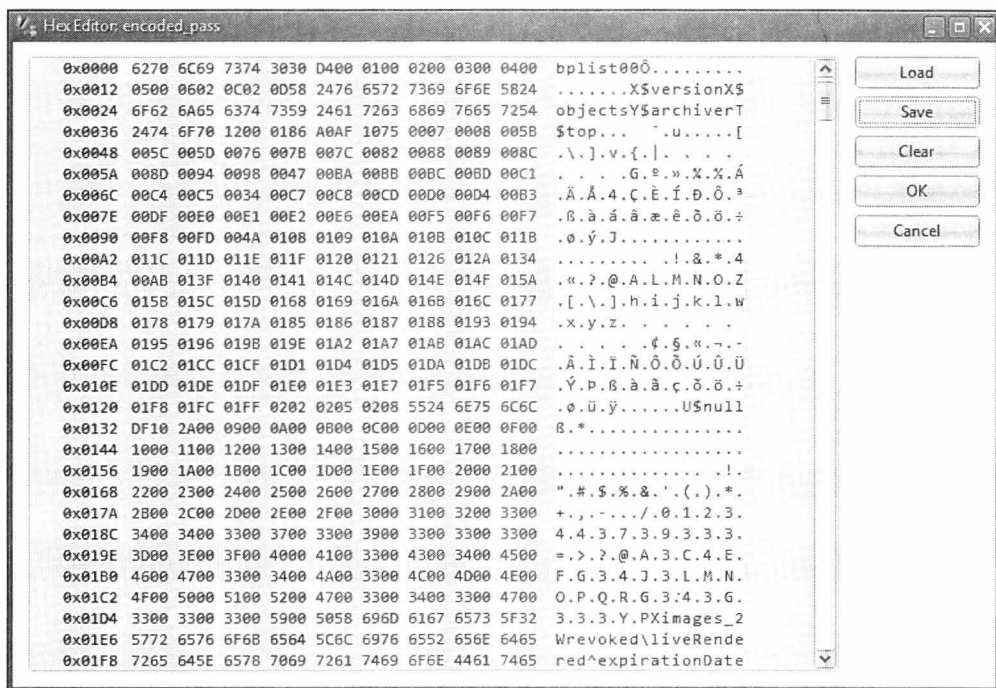 Hex Editor: encoded_pass
0x0000 6270 6C69 7374 3030 D400 0100 0200 0300 0400 bplist00Ô.........
0x0012 0500 0602 0C02 0D58 2476 6572 7369 6F6E 5824 .......X$versionX$
0x0024 6F62 6A65 6374 7359 2461 7263 6869 7665 7254 objectsY$archiverT
0x0036 2474 6F70 1200 0186 A0AF 1075 0007 0008 005B $top... ¯.u.....[
0x0048 005C 005D 0076 007B 007C 0082 0088 0089 008C .\.].v.{.|. . . .
0x005A 008D 0094 0098 0047 00BA 00BB 00BC 00BD 00C1 . . . .G.º.».¼.½.Á
0x006C 00C4 00C5 0034 00C7 00C8 00CD 00D0 00D4 00B3 .Ä.Å.4.Ç.È.Í.Ð.Ô.³
0x007E 00DF 00E0 00E1 00E2 00E6 00EA 00F5 00F6 00F7 .ß.à.á.â.æ.ê.õ.ö.÷
0x0090 00F8 00FD 004A 0108 0109 010A 010B 010C 011B .ø.ý.J............
0x00A2 011C 011D 011E 011F 0120 0121 0126 012A 0134 ......... .!.&.*.4
0x00B4 00AB 013F 0140 0141 014C 014D 014E 014F 015A .«.?.@.A.L.M.N.O.Z
0x00C6 015B 015C 015D 0168 0169 016A 016B 016C 0177 .[.\.].h.i.j.k.l.w
0x00D8 0178 0179 017A 0185 0186 0187 0188 0193 0194 .x.y.z. . . . . .
0x00EA 0195 0196 019B 019E 01A2 01A7 01AB 01AC 01AD . . . . .¢.§.«.¬.-
0x00FC 01C2 01CC 01CF 01D1 01D4 01D5 01DA 01DB 01DC .Â.Ì.Ï.Ñ.Ô.Õ.Ú.Û.Ü
0x010E 01DD 01DE 01DF 01E0 01E3 01E7 01F5 01F6 01F7 .Ý.Þ.ß.à.ã.ç.õ.ö.÷
0x0120 01F8 01FC 01FF 0202 0205 0208 5524 6E75 6C6C .ø.ü.ÿ......U$null
0x0132 DF10 2A00 0900 0A00 0B00 0C00 0D00 0E00 0F00 ß.*...............
0x0144 1000 1100 1200 1300 1400 1500 1600 1700 1800 ..................
0x0156 1900 1A00 1B00 1C00 1D00 1E00 1F00 2000 2100 .............. .!.
0x0168 2200 2300 2400 2500 2600 2700 2800 2900 2A00 ".#.$.%.&.'.(.).*.
0x017A 2B00 2C00 2D00 2E00 2F00 3000 3100 3200 3300 +.,.-.../.0.1.2.3.
0x018C 3400 3400 3300 3700 3300 3900 3300 3300 3300 4.4.3.7.3.9.3.3.3.
0x019E 3D00 3E00 3F00 4000 4100 3300 4300 3400 4500 =.>.?.@.A.3.C.4.E.
0x01B0 4600 4700 3300 3400 4A00 3300 4C00 4D00 4E00 F.G.3.4.J.3.L.M.N.
0x01C2 4F00 5000 5100 5200 4700 3300 3400 3300 4700 O.P.Q.R.G.3.4.3.G.
0x01D4 3300 3300 3300 5900 5058 696D 6167 6573 5F32 3.3.3.Y.PXimages_2
0x01E6 5772 6576 6F6B 6564 5C6C 6976 6552 656E 6465 Wrevoked\liveRende
0x01F8 7265 645E 6578 7069 7261 7469 6F6E 4461 7465 red^expirationDate
Load
Save
Clear
OK
Cancel